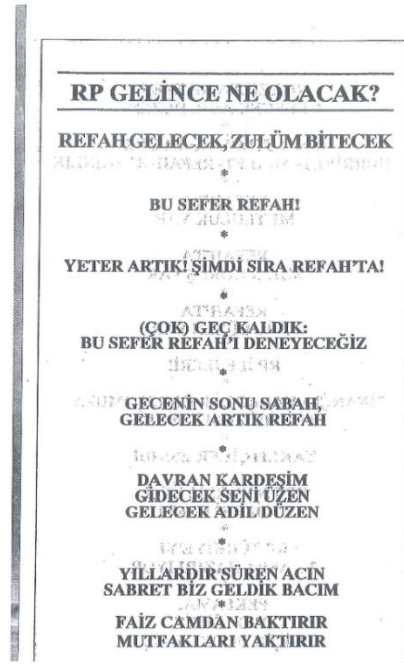 RP GELİNCE NE OLACAK?
REFAH GELECEK, ZULÜM BİTECEK
*
BU SEFER REFAH!
*
YETER ARTIK! ŞİMDİ SIRA REFAH'TA!
*
(ÇOK) GEÇ KALDIK:
BU SEFER REFAH'I DENEYECEĞİZ
*
GECENİN SONU SABAH,
GELECEK ARTIK REFAH
*
DAVRAN KARDEŞİM
GİDECEK SENİ ÜZEN
GELECEK ADİL DÜZEN
*
YILLARDIR SÜREN ACIN
SABRET BİZ GELDİK BACIM
*
FAİZ CAMDAN BAKTIRIR
MUTFAKLARI YAKTIRIR